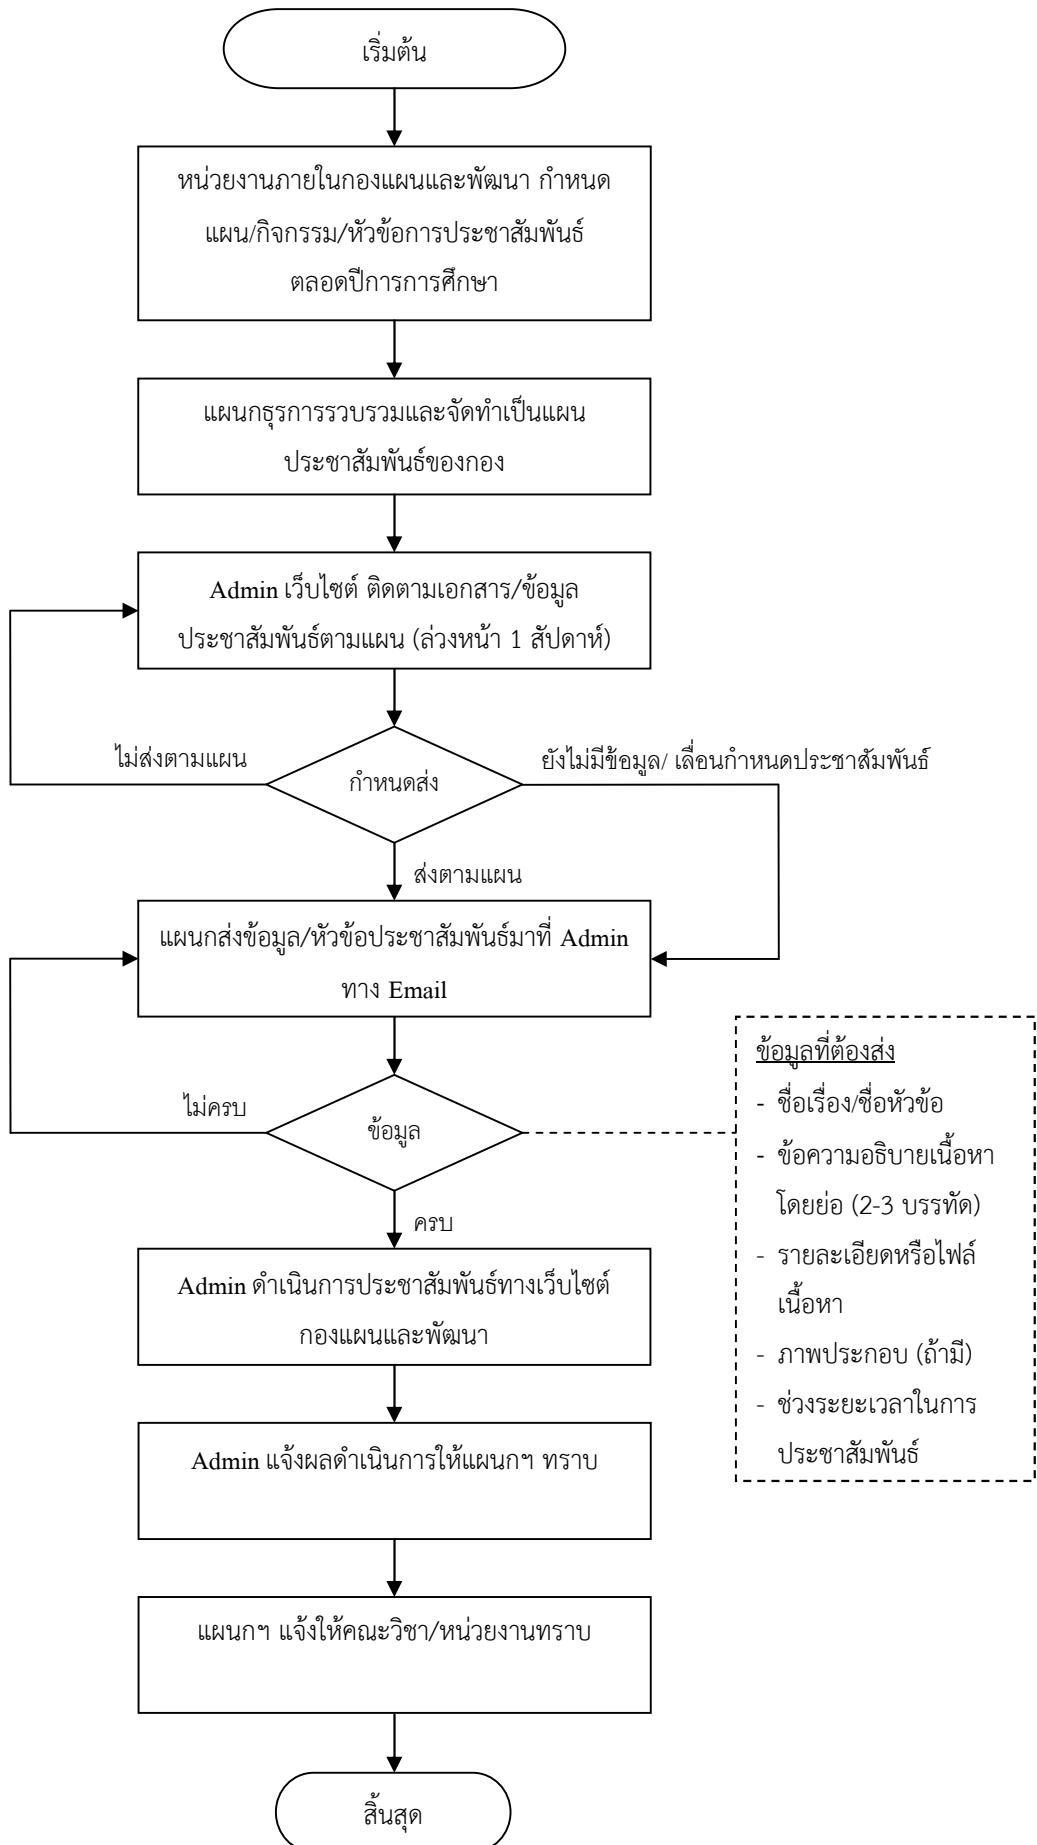 เริ่มต้น
หน่วยงานภายในกองแผนและพัฒนา กำหนด
แผน/กิจกรรม/หัวข้อการประชาสัมพันธ์
ตลอดปีการการศึกษา
แผนกธุรการรวบรวมและจัดทำเป็นแผน
ประชาสัมพันธ์ของกอง
Admin เว็บไซต์ ติดตามเอกสาร/ข้อมูล
ประชาสัมพันธ์ตามแผน (ล่วงหน้า 1 สัปดาห์)
ไม่ส่งตามแผน
ยังไม่มีข้อมูล/ เลื่อนกำหนดประชาสัมพันธ์
กำหนดส่ง
ส่งตามแผน
แผนกส่งข้อมูล/หัวข้อประชาสัมพันธ์มาที่ Admin
ทาง Email
ไม่ครบ
ข้อมูล
ครบ
ข้อมูลที่ต้องส่ง
- ชื่อเรื่อง/ชื่อหัวข้อ
- ข้อความอธิบายเนื้อหา
โดยย่อ (2-3 บรรทัด)
- รายละเอียดหรือไฟล์
เนื้อหา
- ภาพประกอบ (ถ้ามี)
- ช่วงระยะเวลาในการ
ประชาสัมพันธ์
Admin ดำเนินการประชาสัมพันธ์ทางเว็บไซต์
กองแผนและพัฒนา
Admin แจ้งผลดำเนินการให้แผนกฯ ทราบ
แผนกฯ แจ้งให้คณะวิชา/หน่วยงานทราบ
สิ้นสุด